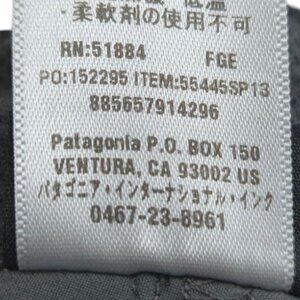 ・柔軟剤の使用不可
RN:51884 FGE
PO:152295 ITEM:55445SP13
885657914296
Patagonia P.O. BOX 150
VENTURA, CA 93002 US
パタゴニア・インターナショナル・インク
0467-23-8961